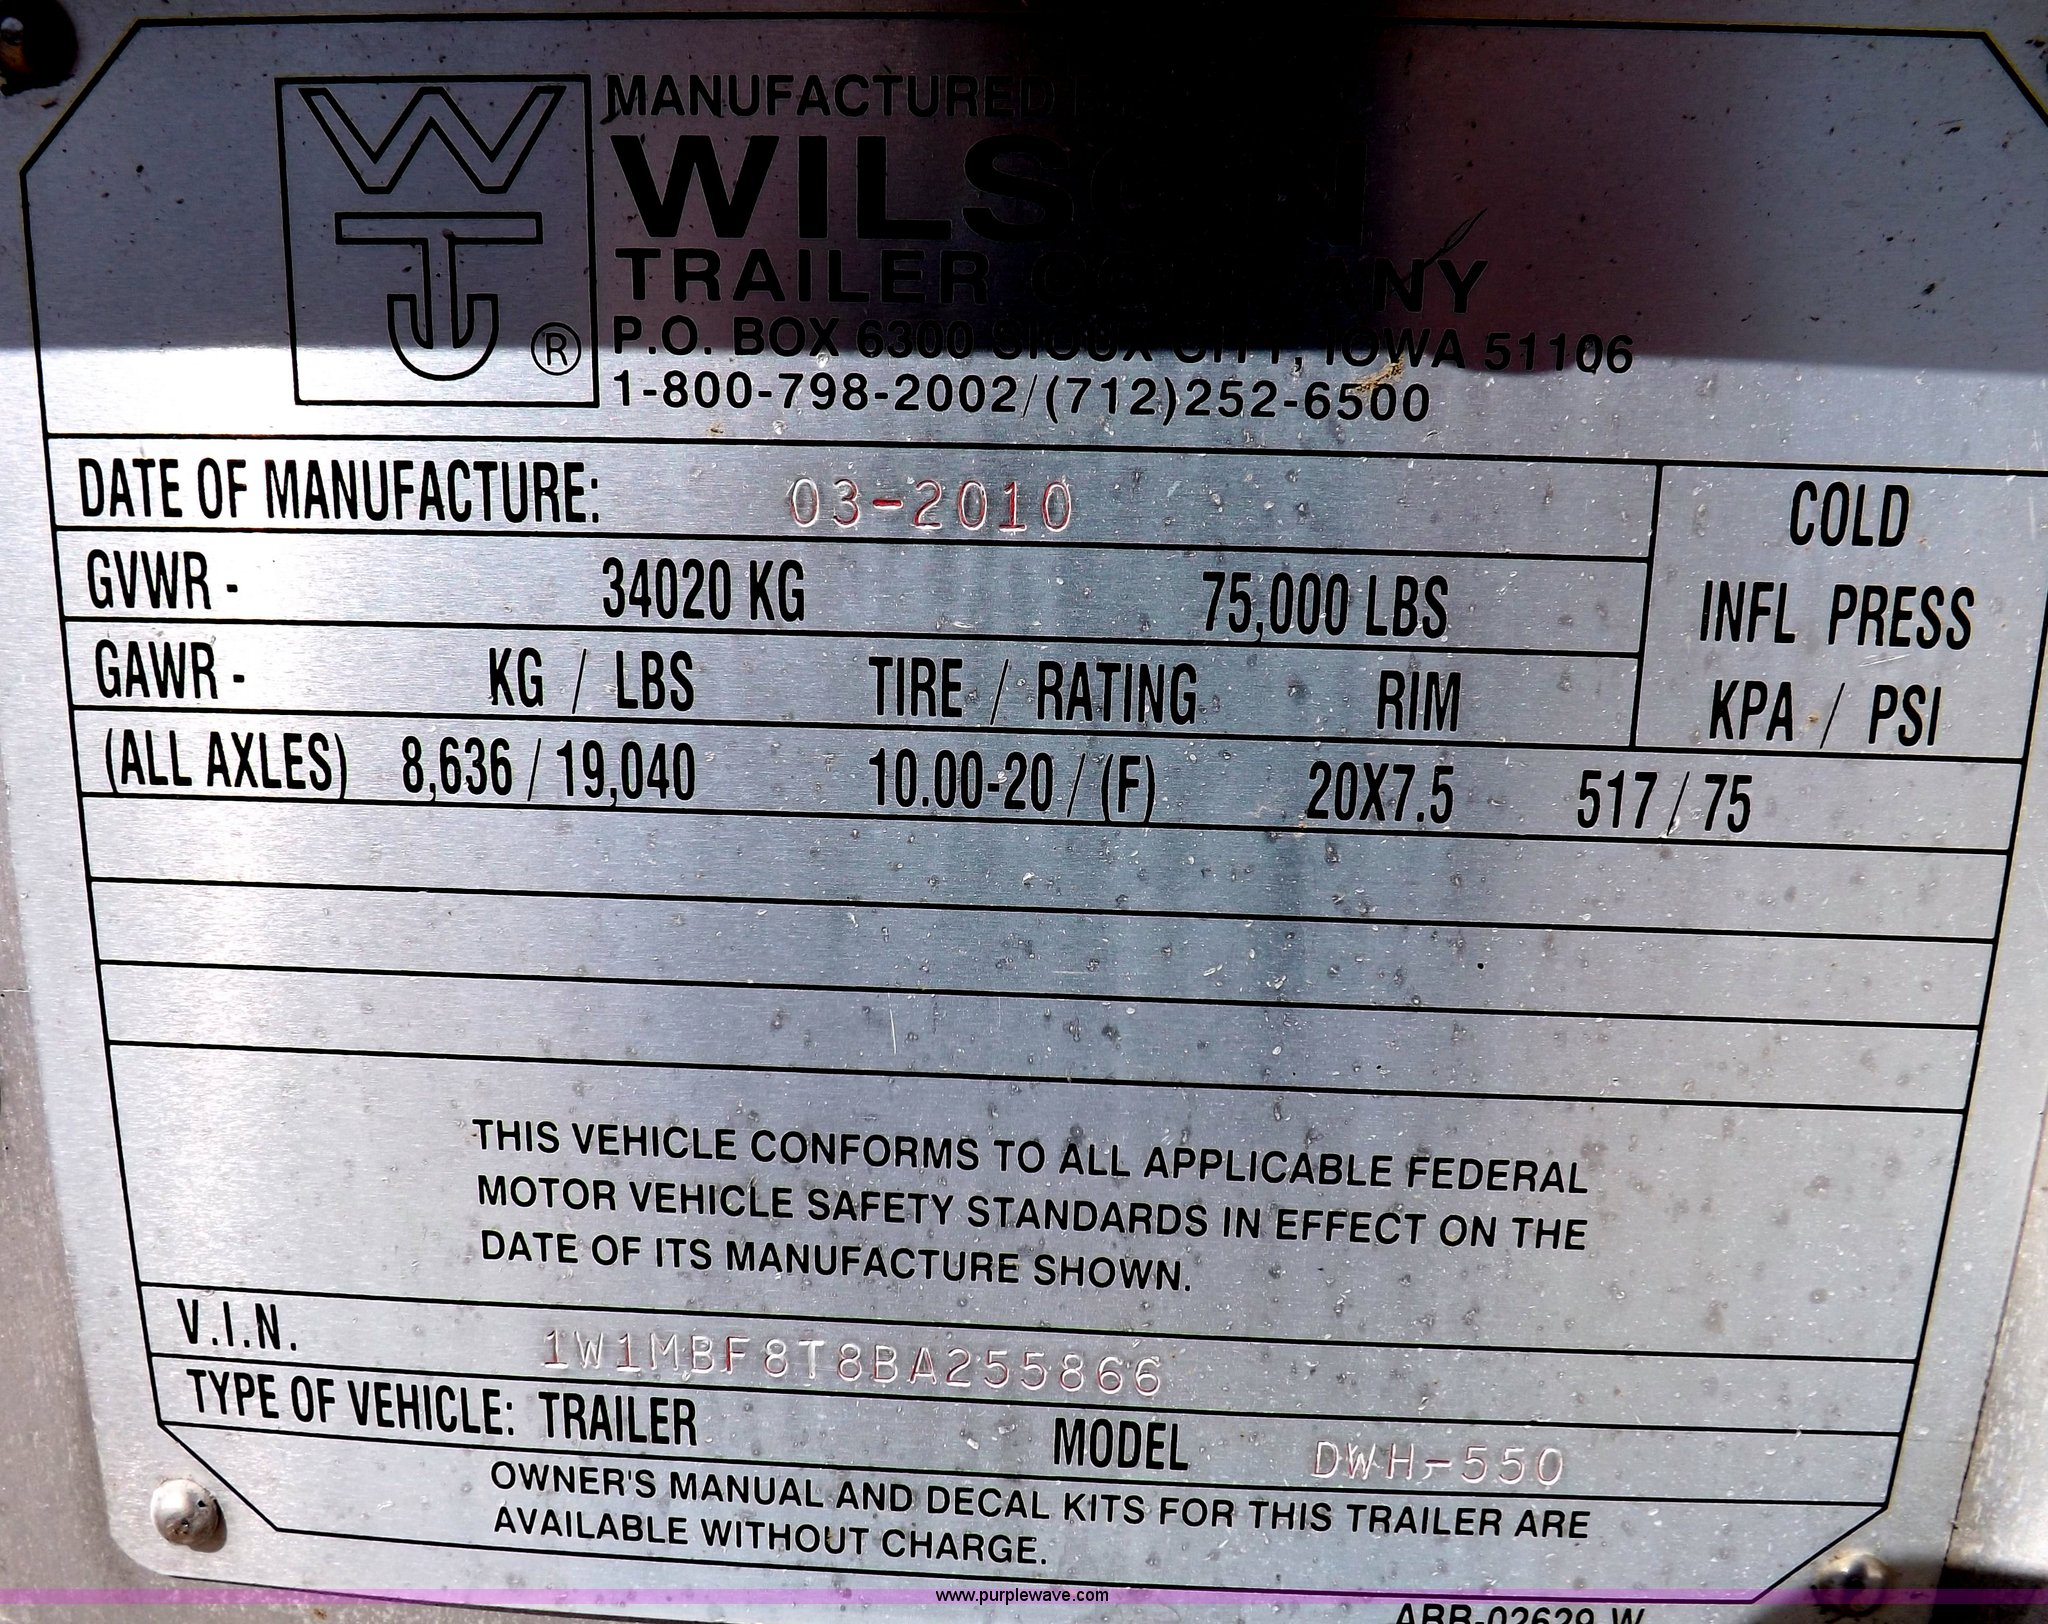 MANUFACTURED
WILSON
TRAILER COMPANY
P.O. BOX 6300 SIOUX CITY, IOWA 51106
®
1-800-798-2002/(712)252-6500
DATE OF MANUFACTURE: 03-2010
COLD
INFL PRESS
KPA / PSI
GVWR - 34020 KG 75,000 LBS
GAWR - KG / LBS TIRE / RATING RIM
(ALL AXLES) 8,636 / 19,040 10.00-20 / (F) 20X7.5 517 / 75
THIS VEHICLE CONFORMS TO ALL APPLICABLE FEDERAL
MOTOR VEHICLE SAFETY STANDARDS IN EFFECT ON THE
DATE OF ITS MANUFACTURE SHOWN.
V.I.N. 1W1MBF8T8BA255866
TYPE OF VEHICLE: TRAILER MODEL DWH-550
OWNER'S MANUAL AND DECAL KITS FOR THIS TRAILER ARE
AVAILABLE WITHOUT CHARGE.
www.purplewave.com